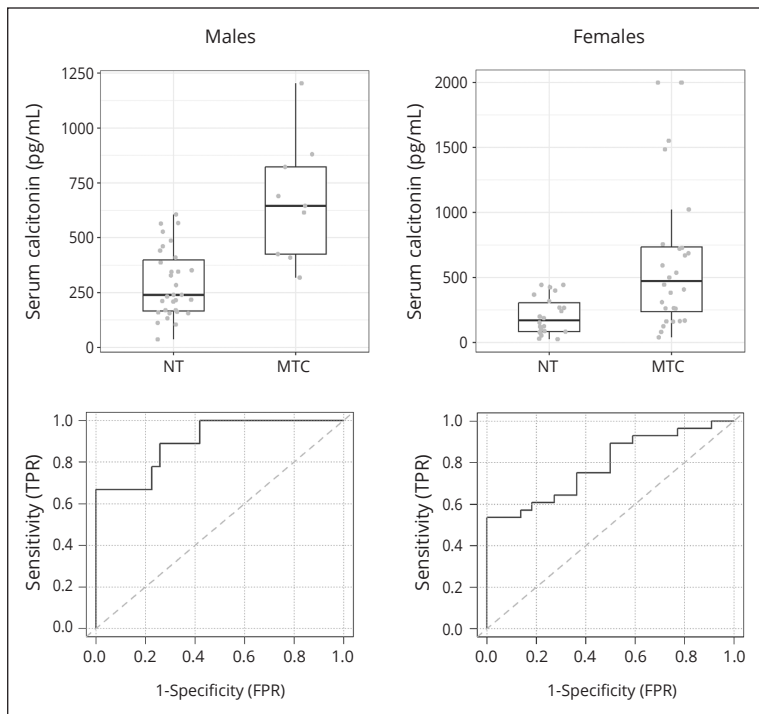 Males
Females
Serum calcitonin (pg/mL)
1250
1000
750
500
250
0
NT
MTC
Serum calcitonin (pg/mL)
2000
1500
1000
500
0
NT
MTC
Sensitivity (TPR)
1.0
0.8
0.6
0.4
0.2
0.0
0.0 0.2 0.4 0.6 0.8 1.0
1-Specificity (FPR)
Sensitivity (TPR)
1.0
0.8
0.6
0.4
0.2
0.0
0.0 0.2 0.4 0.6 0.8 1.0
1-Specificity (FPR)